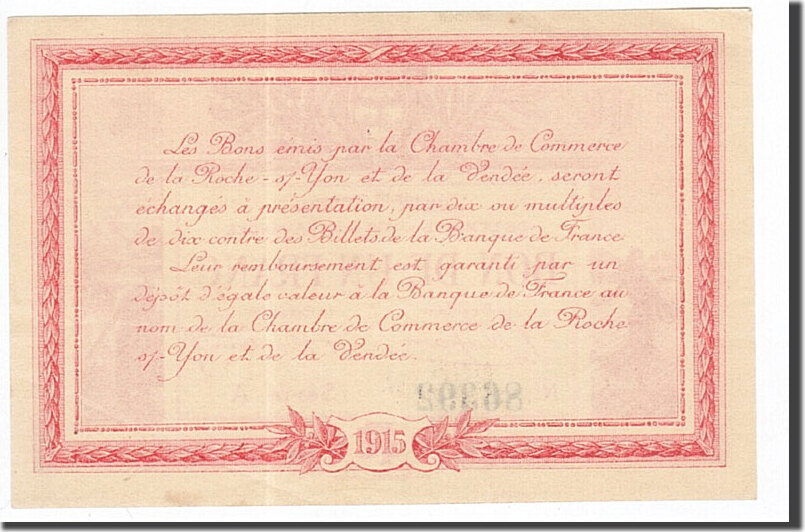 Les Bons émis par la Chambre de Commerce
de la Roche-s/-Yon et de la Vendée, seront
échangés à présentation, par dix ou multiples
de dix contre des Billets de la Banque de France.
Leur remboursement est garanti par un
dépôt d'égale valeur à la Banque de France au
nom de la Chambre de Commerce de la Roche
s/-Yon et de la Vendée.
86392
1915